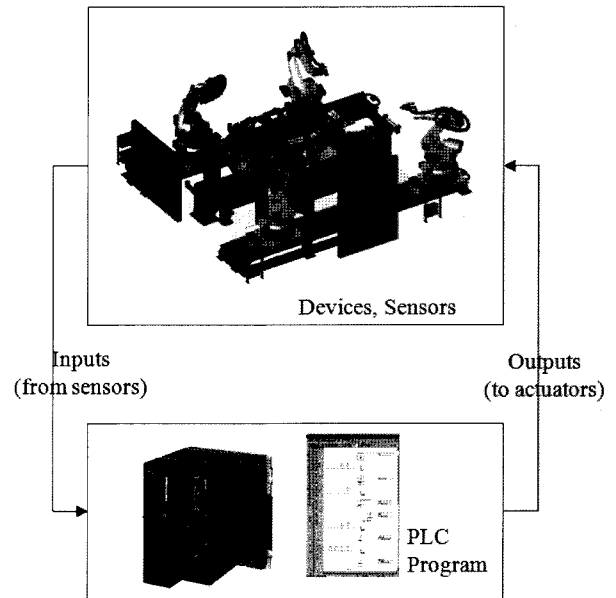 Devices, Sensors
Inputs
(from sensors)
Outputs
(to actuators)
PLC
Program